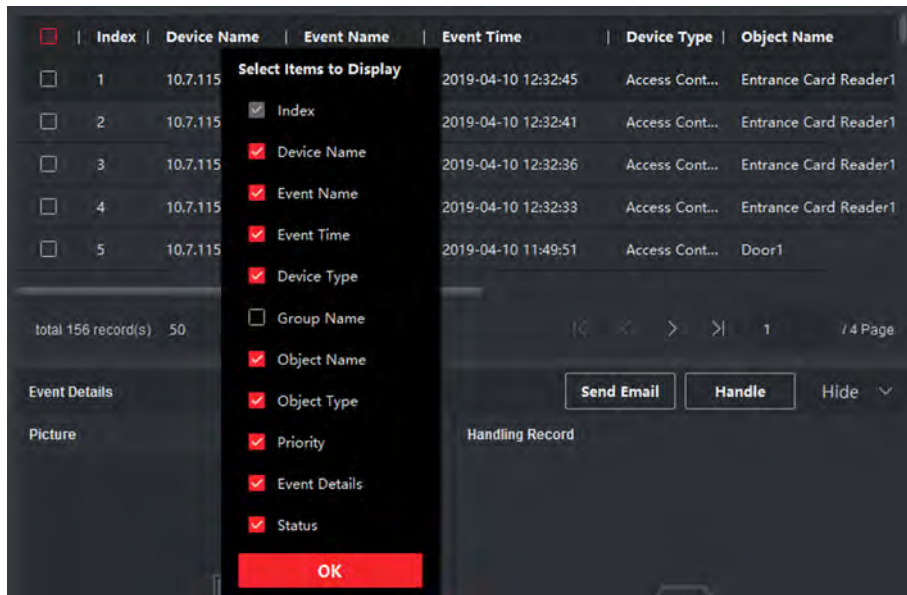 Index | Device Name | Event Name | Event Time | Device Type | Object Name
1 10.7.115 2019-04-10 12:32:45 Access Cont... Entrance Card Reader1
2 10.7.115 2019-04-10 12:32:41 Access Cont... Entrance Card Reader1
3 10.7.115 2019-04-10 12:32:36 Access Cont... Entrance Card Reader1
4 10.7.115 2019-04-10 12:32:33 Access Cont... Entrance Card Reader1
5 10.7.115 2019-04-10 11:49:51 Access Cont... Door1
Select Items to Display
Index
Device Name
Event Name
Event Time
Device Type
Group Name
Object Name
Object Type
Priority
Event Details
Status
OK
total 156 record(s) 50 1 / 4 Page
Event Details Send Email Handle Hide
Picture Handling Record